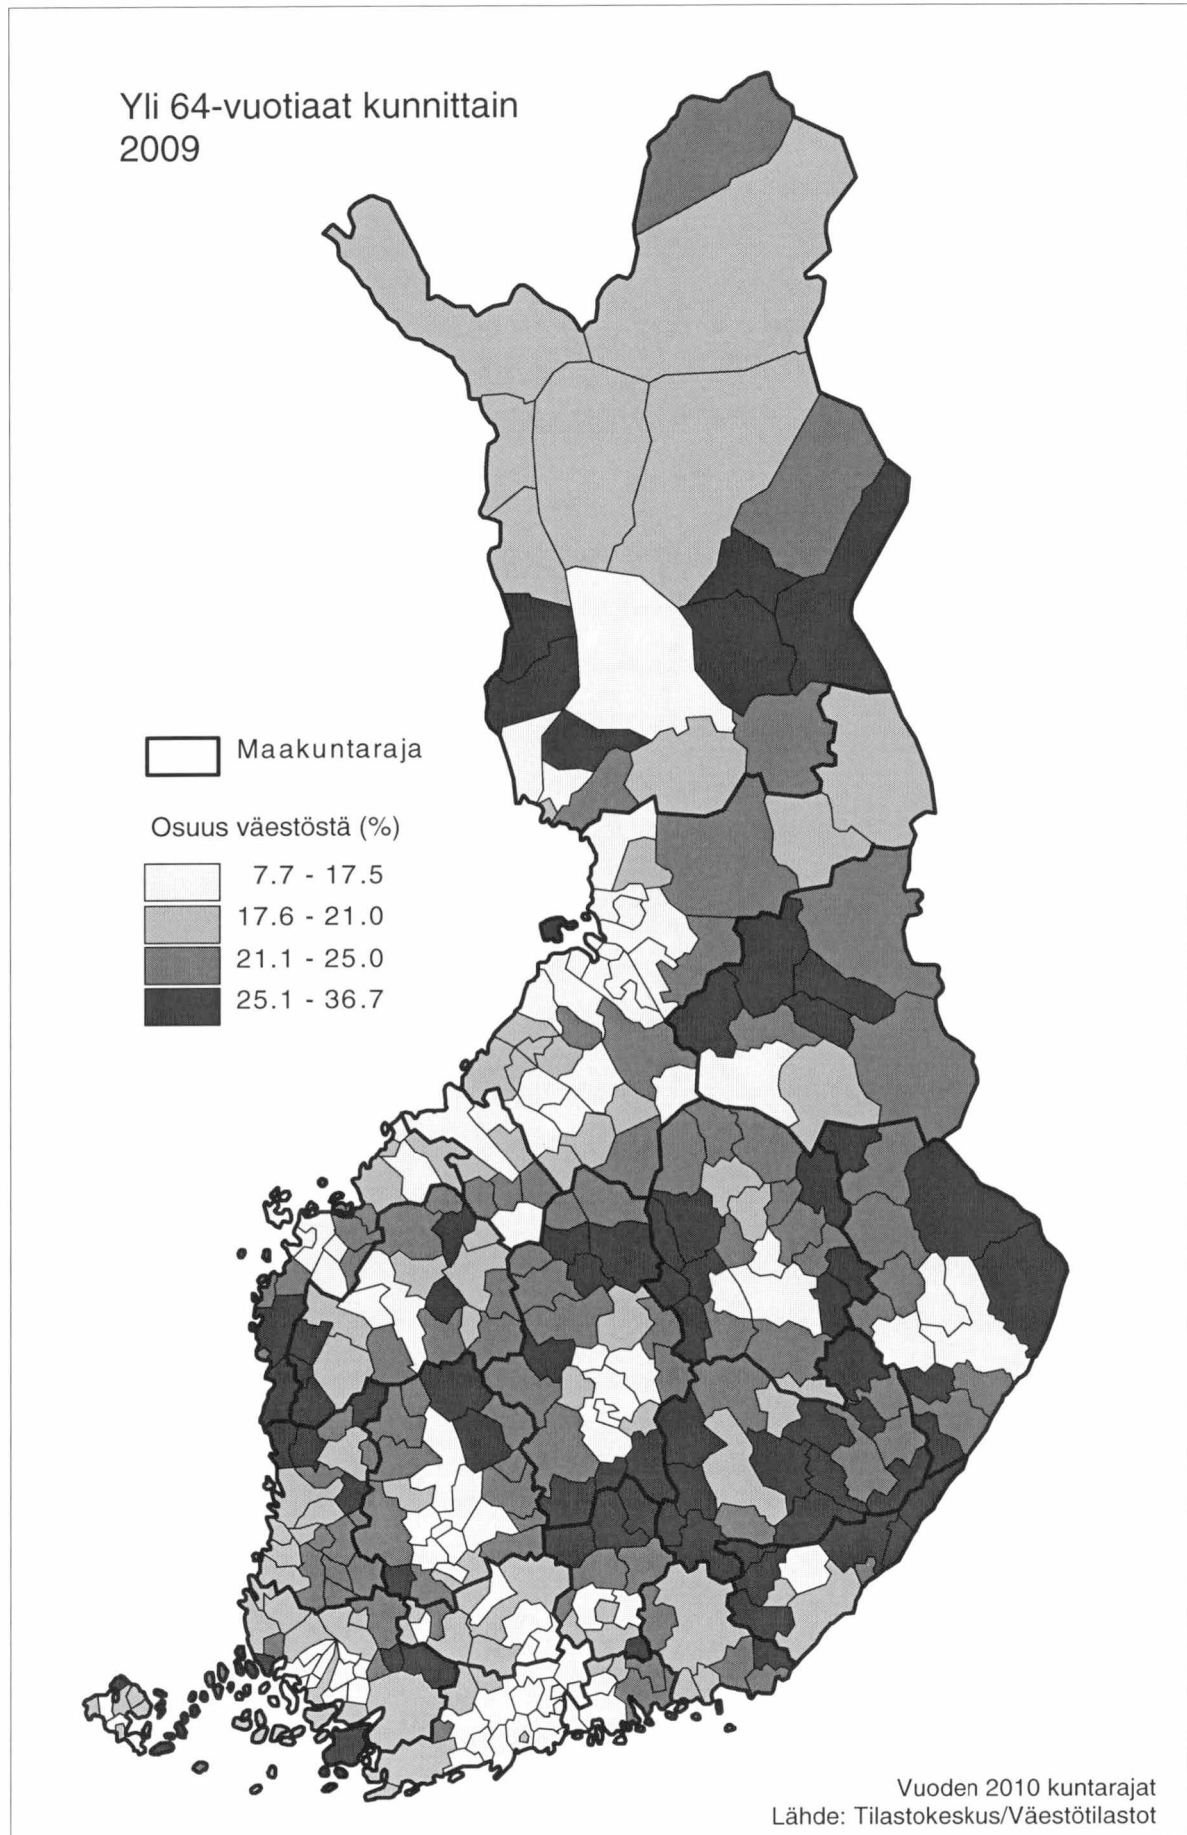 Yli 64-vuotiaat kunnittain
2009
Maakuntaraja
Osuus väestöstä (%)
7.7 - 17.5
17.6 - 21.0
21.1 - 25.0
25.1 - 36.7
Vuoden 2010 kuntarajat
Lähde: Tilastokeskus/Väestötilastot